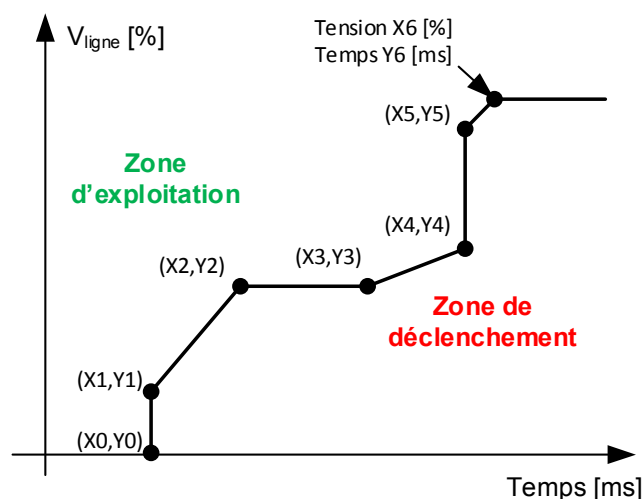 V_ligne [%]
Tension X6 [%]
Temps Y6 [ms]
(X5,Y5)
Zone
d'exploitation
(X4,Y4)
(X2,Y2)
(X3,Y3)
Zone de
déclenchement
(X1,Y1)
(X0,Y0)
Temps [ms]